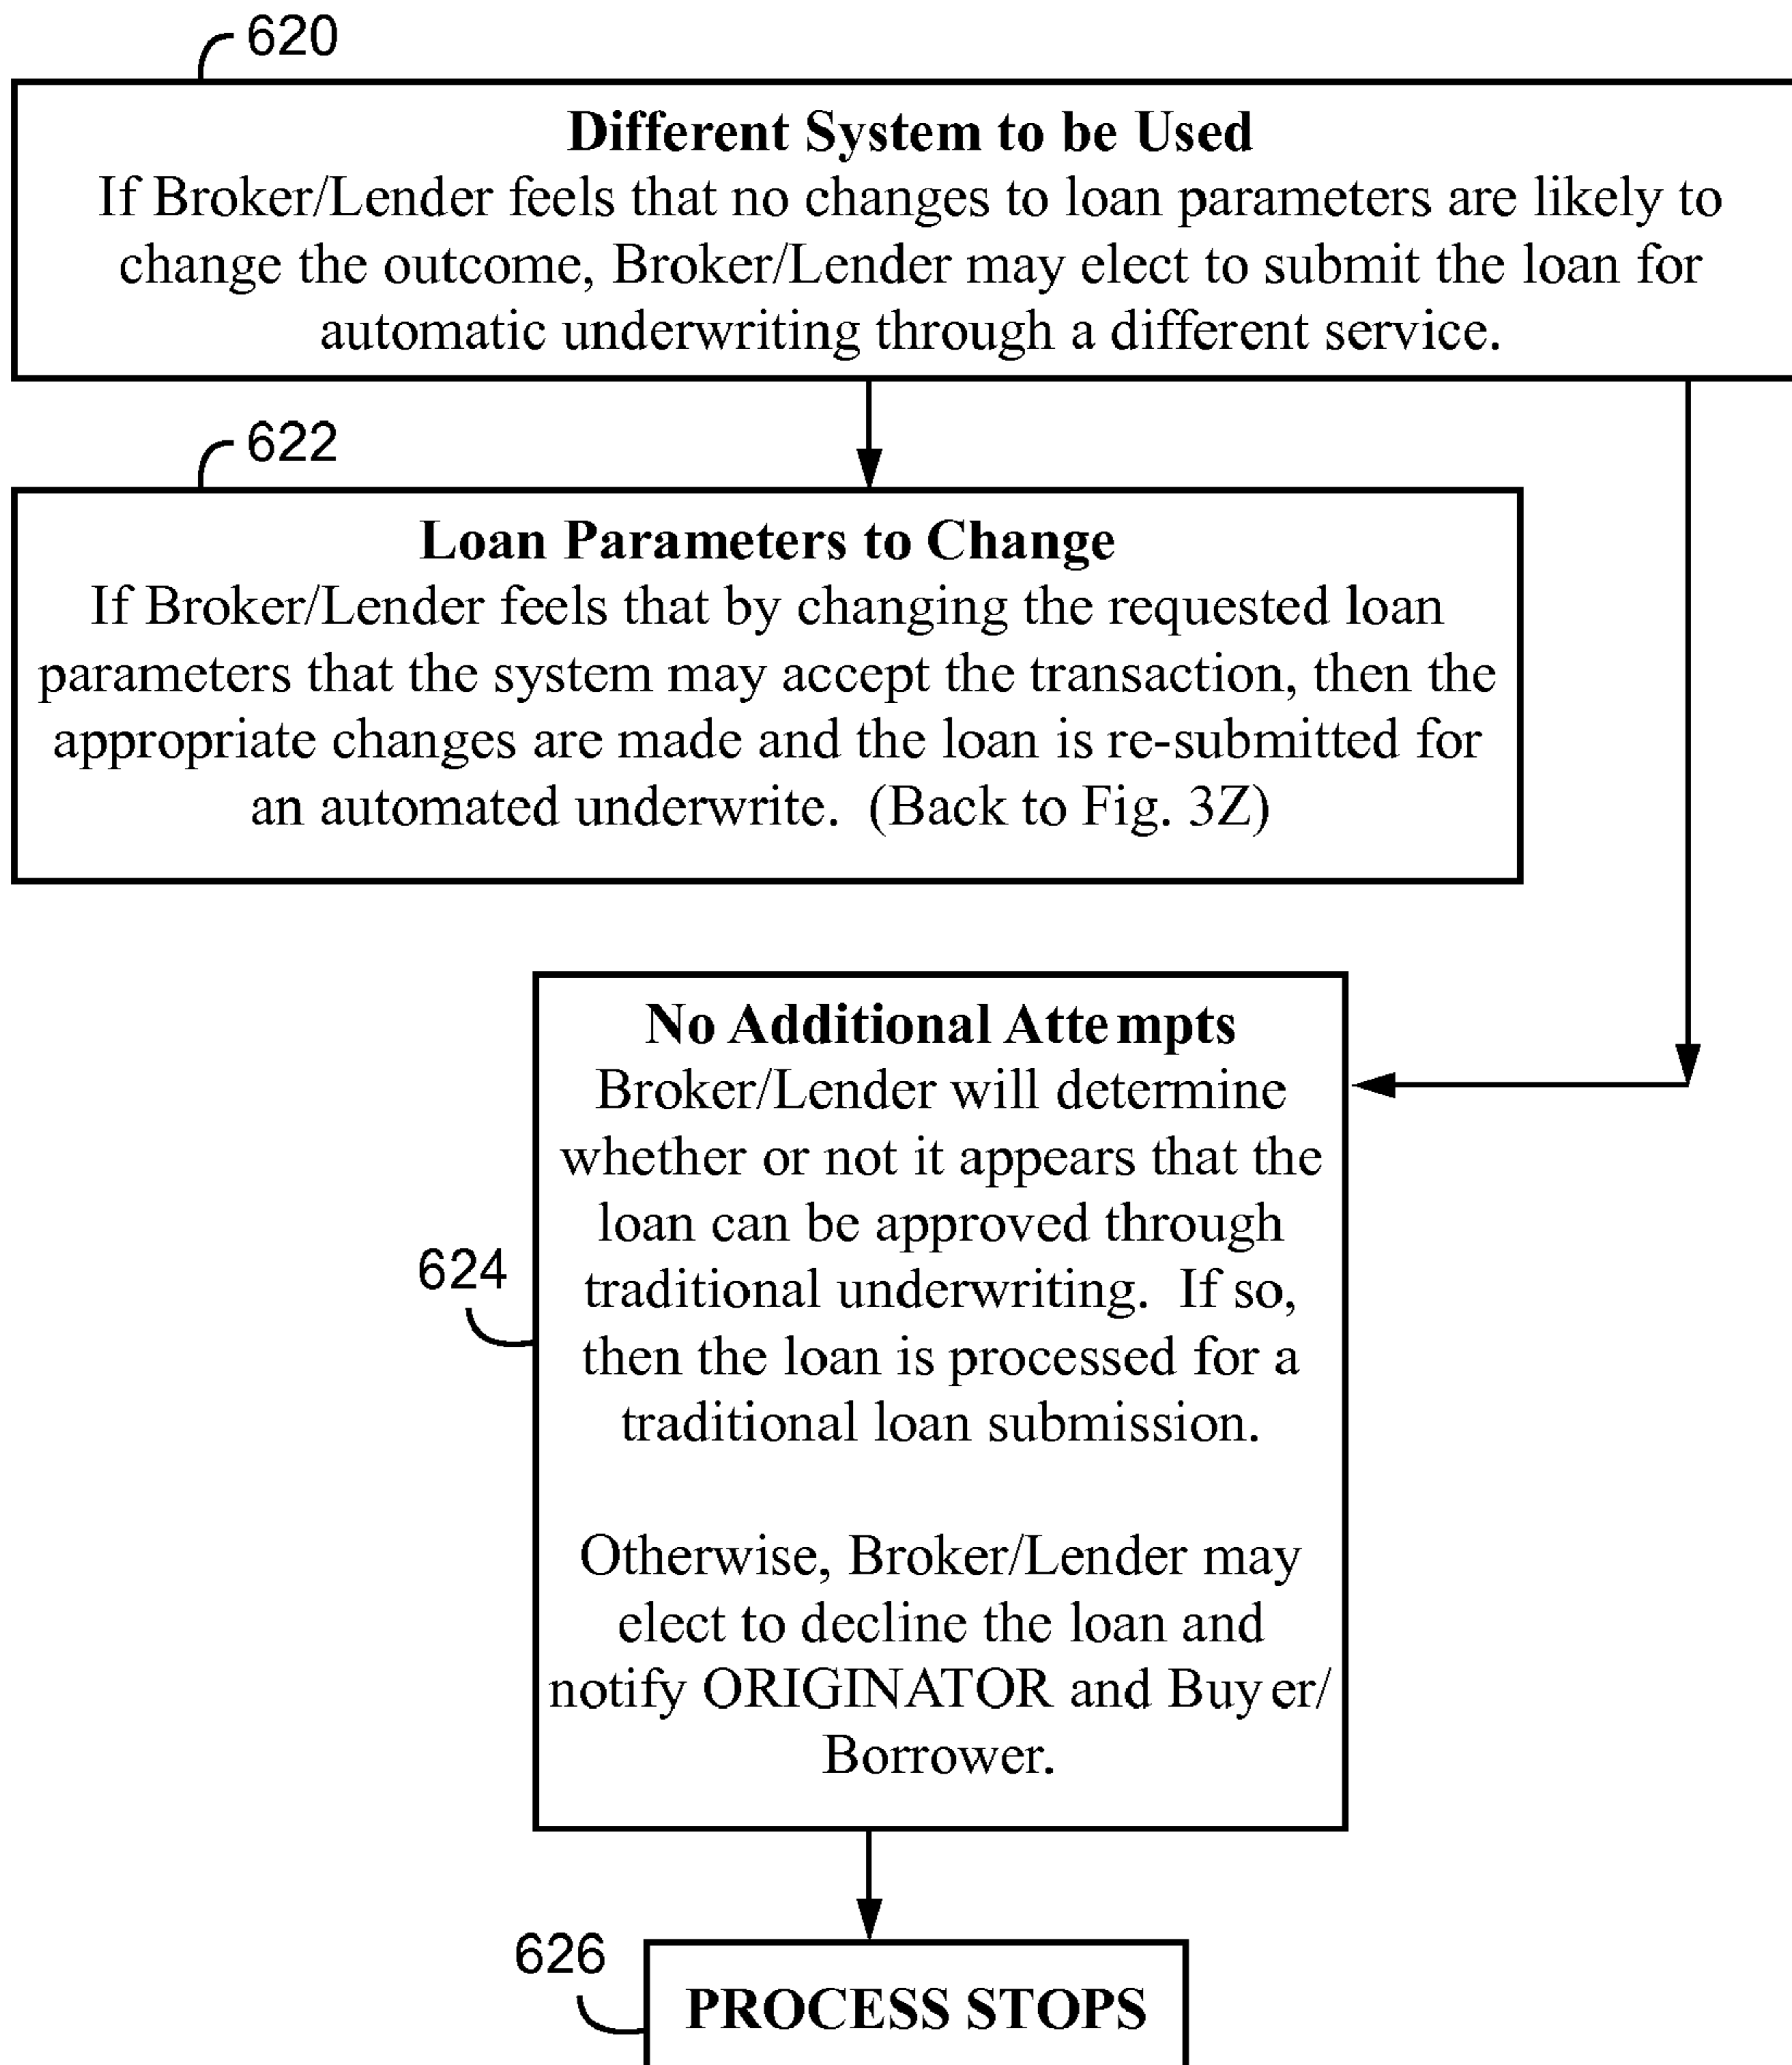 620
Different System to be Used
If Broker/Lender feels that no changes to loan parameters are likely to
change the outcome, Broker/Lender may elect to submit the loan for
automatic underwriting through a different service.
622
Loan Parameters to Change
If Broker/Lender feels that by changing the requested loan
parameters that the system may accept the transaction, then the
appropriate changes are made and the loan is re-submitted for
an automated underwrite. (Back to Fig. 3Z)
No Additional Attempts
Broker/Lender will determine
whether or not it appears that the
loan can be approved through
624
traditional underwriting. If so,
then the loan is processed for a
traditional loan submission.
Otherwise, Broker/Lender may
elect to decline the loan and
notify ORIGINATOR and Buyer/
Borrower.
626
PROCESS STOPS